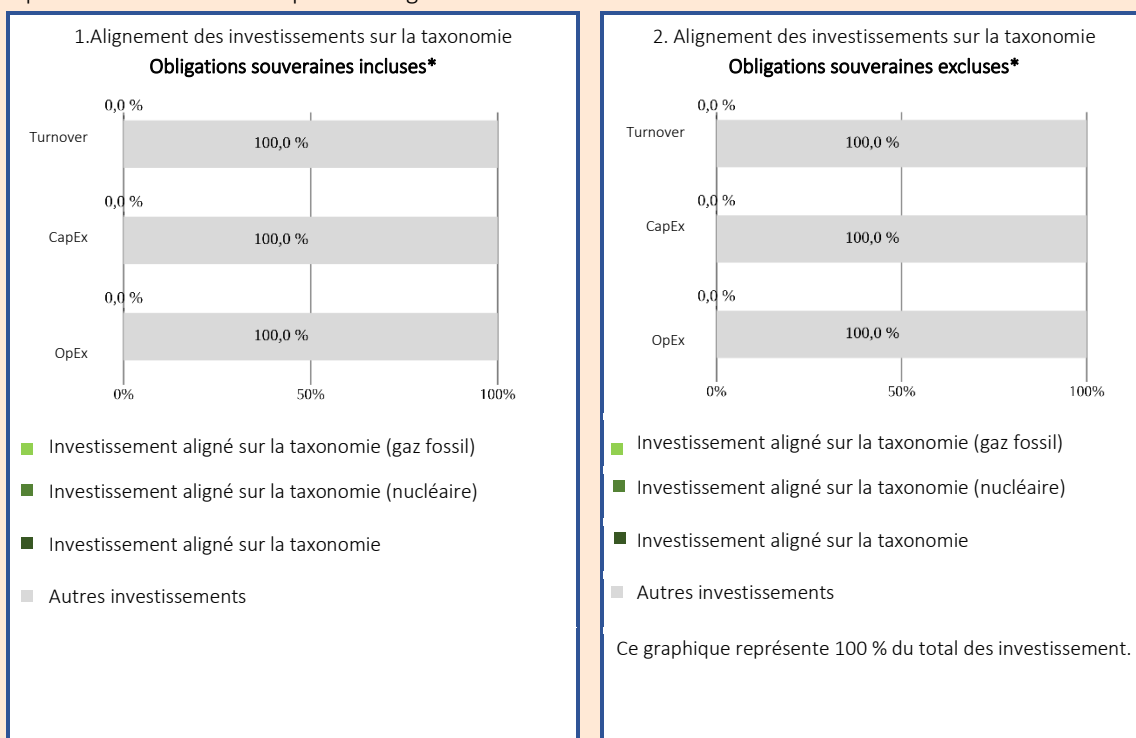 1.Alignement des investissements sur la taxonomie
Obligations souveraines incluses*
0,0 %
Turnover
100,0 %
0,0 %
CapEx
100,0 %
0,0 %
OpEx
100,0 %
0%
50%
100%
Investissement aligné sur la taxonomie (gaz fossil)
Investissement aligné sur la taxonomie (nucléaire)
Investissement aligné sur la taxonomie
Autres investissements
2. Alignement des investissements sur la taxonomie
Obligations souveraines exclues*
0,0 %
Turnover
100,0 %
0,0 %
CapEx
100,0 %
0,0 %
OpEx
100,0 %
0%
50%
100%
Investissement aligné sur la taxonomie (gaz fossil)
Investissement aligné sur la taxonomie (nucléaire)
Investissement aligné sur la taxonomie
Autres investissements
Ce graphique représente 100 % du total des investissement.